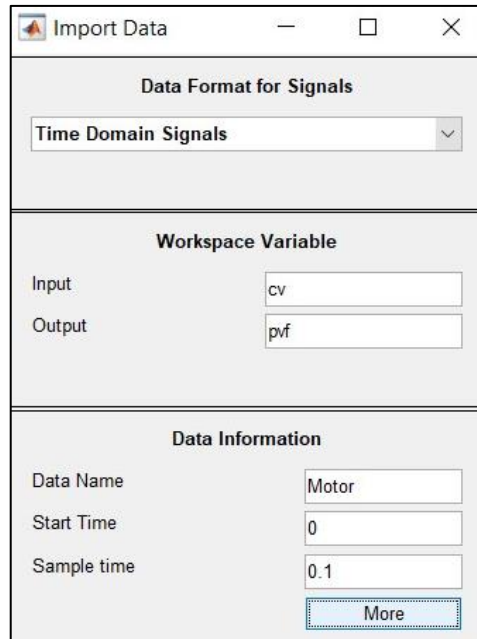 Import Data
Data Format for Signals
Time Domain Signals
Workspace Variable
Input cv
Output pvf
Data Information
Data Name Motor
Start Time 0
Sample time 0.1
More